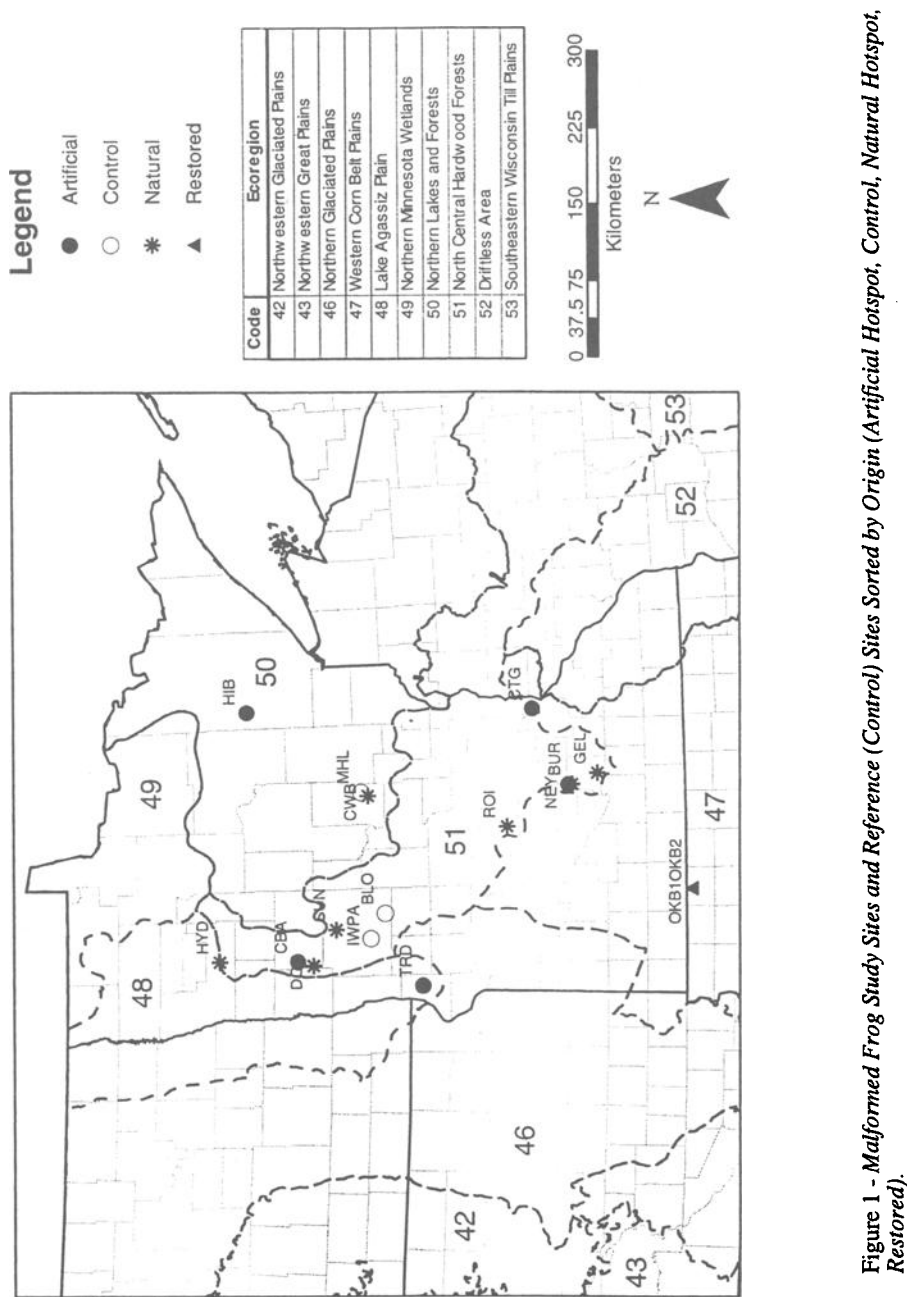 Legend
Artificial
Control
Natural
Restored
Code Ecoregion
42 Northwestern Glaciated Plains
43 Northwestern Great Plains
46 Northern Glaciated Plains
47 Western Corn Belt Plains
48 Lake Agassiz Plain
49 Northern Minnesota Wetlands
50 Northern Lakes and Forests
51 North Central Hardwood Forests
52 Driftless Area
53 Southeastern Wisconsin Till Plains
0 37.5 75 150 225 300
Kilometers
N
48
49
HYD
HIB
50
CBA
IWPA
BLO
CWB
MHL
TRD
51
ROI
NEY
BUR
GEL
CTG
46
42
43
OKB1
OKB2
47
52
53
Figure 1 - Malformed Frog Study Sites and Reference (Control) Sites Sorted by Origin (Artificial Hotspot, Control, Natural Hotspot,
Restored).